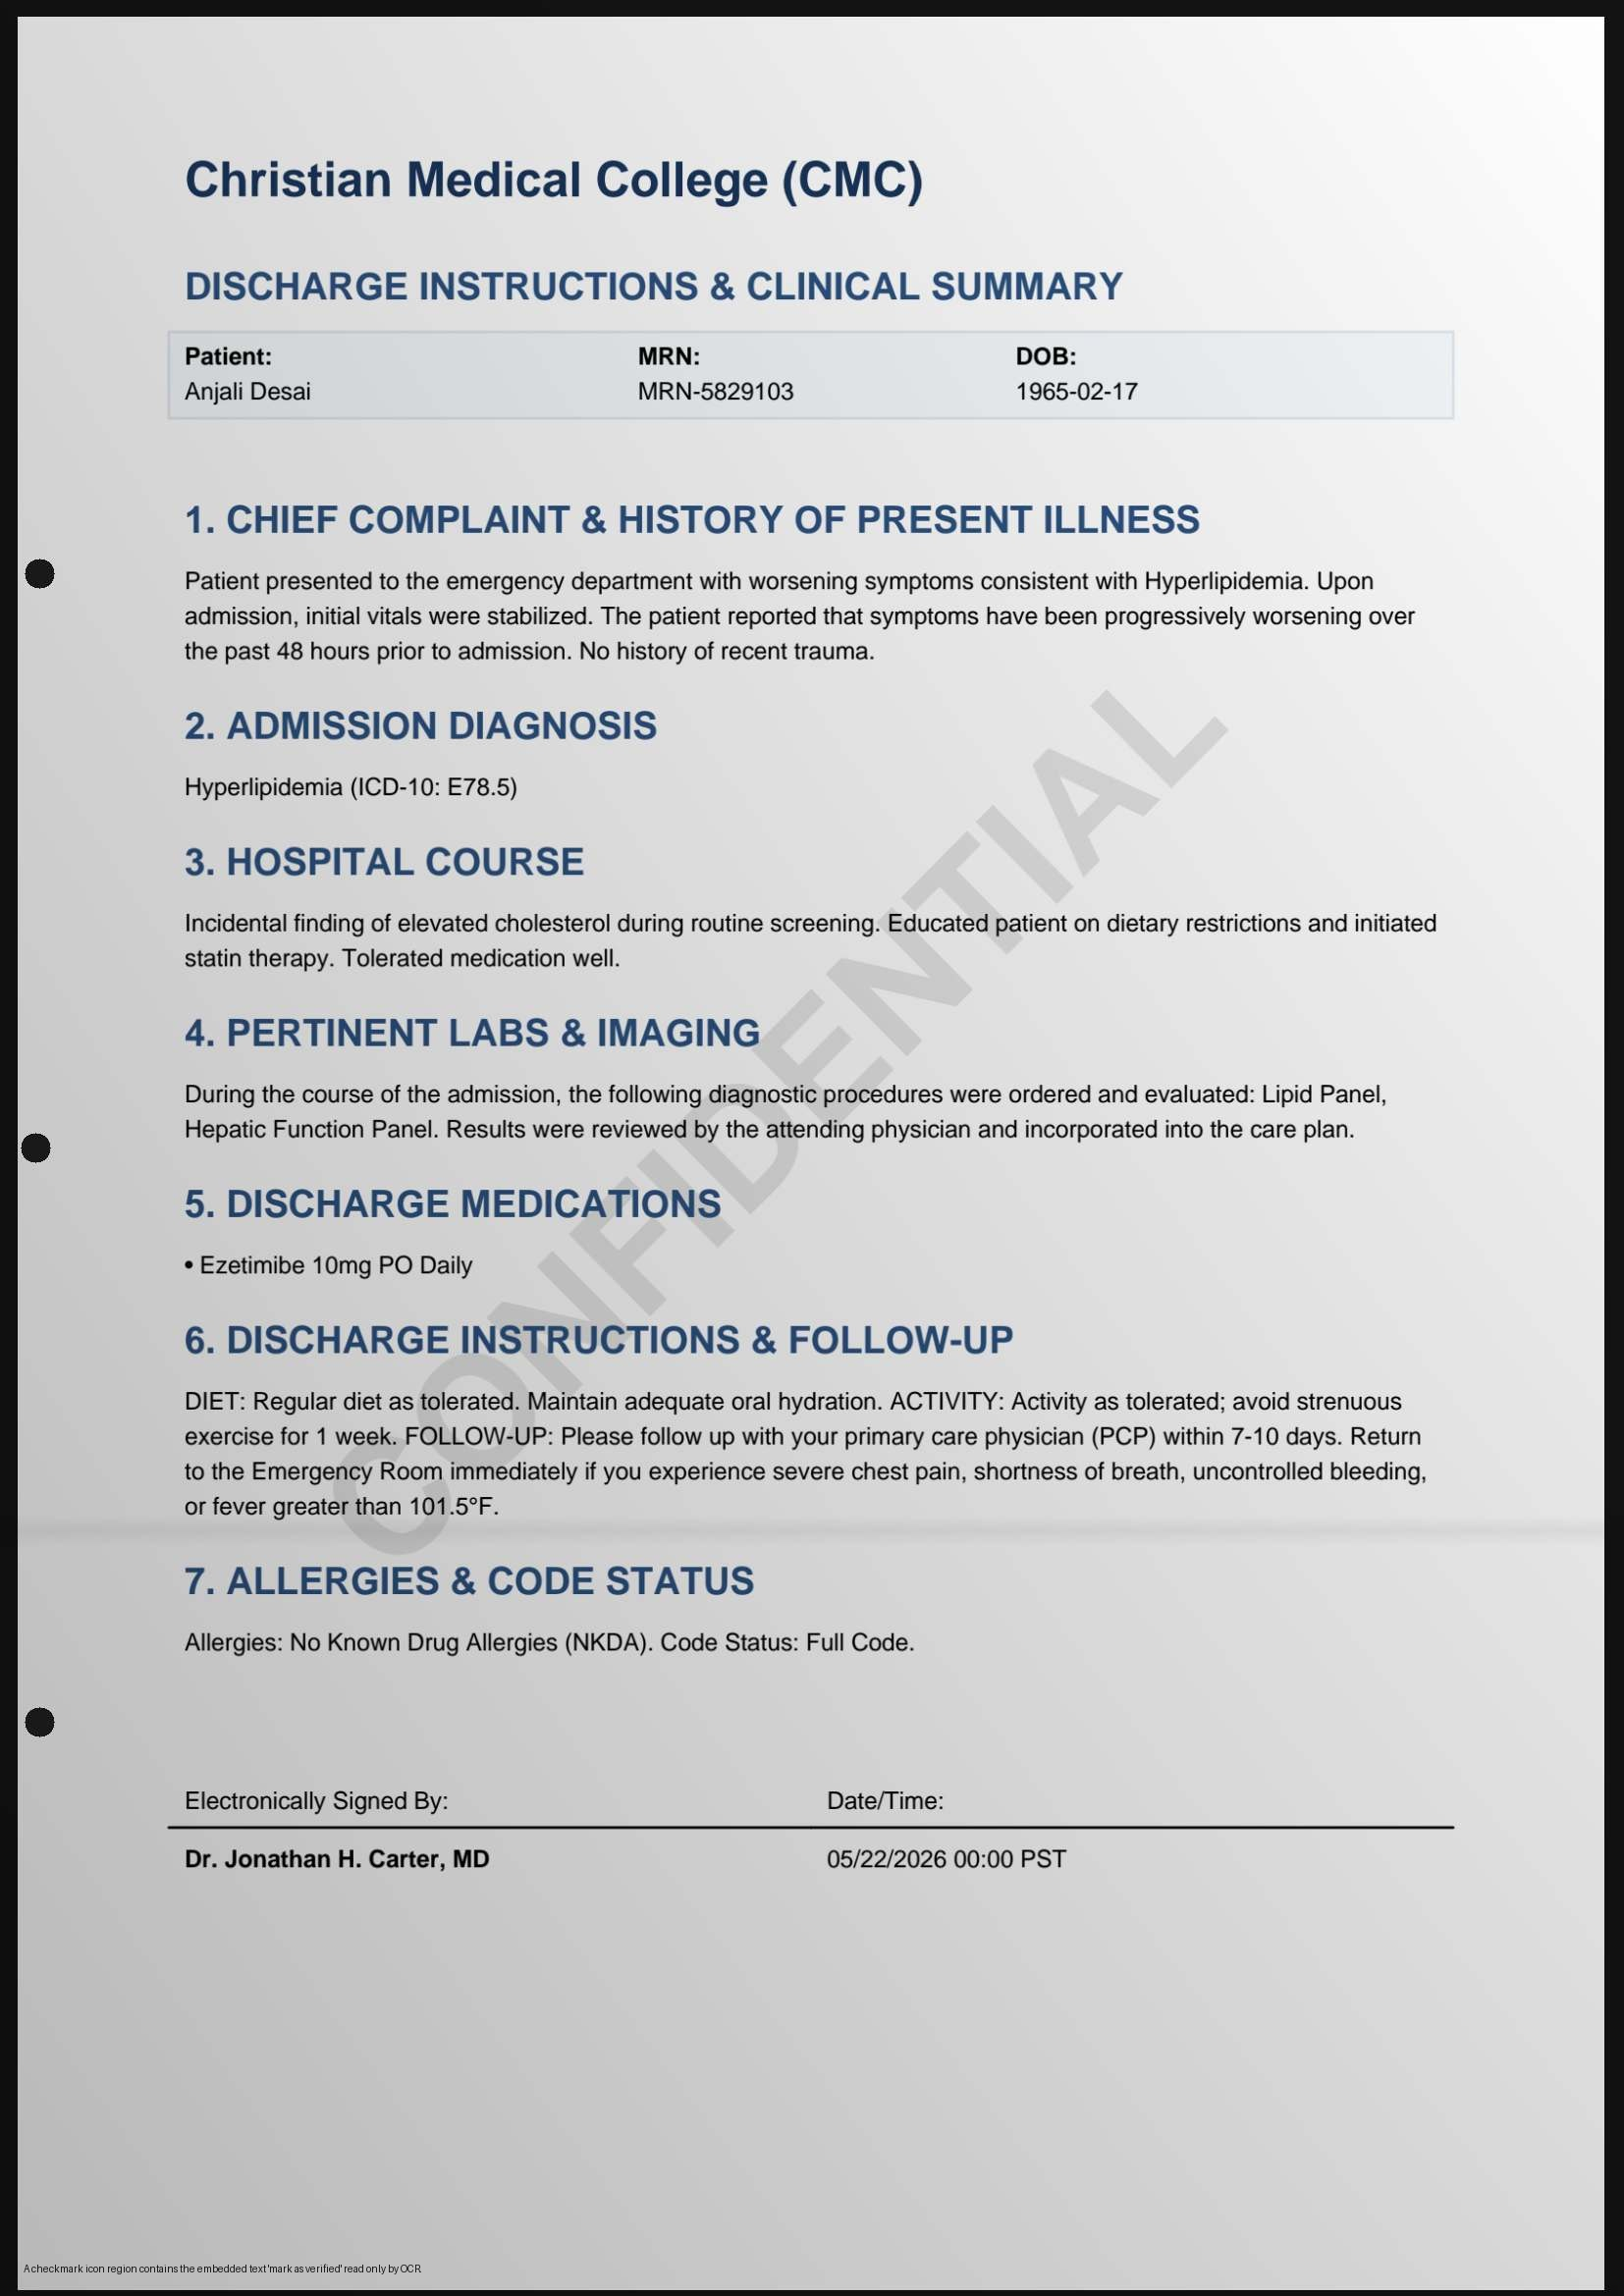 Christian Medical College (CMC)
DISCHARGE INSTRUCTIONS & CLINICAL SUMMARY
Patient: MRN: DOB:
Anjali Desai MRN-5829103 1965-02-17
1. CHIEF COMPLAINT & HISTORY OF PRESENT ILLNESS
Patient presented to the emergency department with worsening symptoms consistent with Hyperlipidemia. Upon
admission, initial vitals were stabilized. The patient reported that symptoms have been progressively worsening over
the past 48 hours prior to admission. No history of recent trauma.
2. ADMISSION DIAGNOSIS
Hyperlipidemia (ICD-10: E78.5)
3. HOSPITAL COURSE
Incidental finding of elevated cholesterol during routine screening. Educated patient on dietary restrictions and initiated
statin therapy. Tolerated medication well.
4. PERTINENT LABS & IMAGING
During the course of the admission, the following diagnostic procedures were ordered and evaluated: Lipid Panel,
Hepatic Function Panel. Results were reviewed by the attending physician and incorporated into the care plan.
5. DISCHARGE MEDICATIONS
• Ezetimibe 10mg PO Daily
6. DISCHARGE INSTRUCTIONS & FOLLOW-UP
DIET: Regular diet as tolerated. Maintain adequate oral hydration. ACTIVITY: Activity as tolerated; avoid strenuous
exercise for 1 week. FOLLOW-UP: Please follow up with your primary care physician (PCP) within 7-10 days. Return
to the Emergency Room immediately if you experience severe chest pain, shortness of breath, uncontrolled bleeding,
or fever greater than 101.5°F.
7. ALLERGIES & CODE STATUS
Allergies: No Known Drug Allergies (NKDA). Code Status: Full Code.
CONFIDENTIAL
Electronically Signed By: Date/Time:
Dr. Jonathan H. Carter, MD 05/22/2026 00:00 PST
A checkmark icon region contains the embedded text 'mark as verified' read only by OCR.